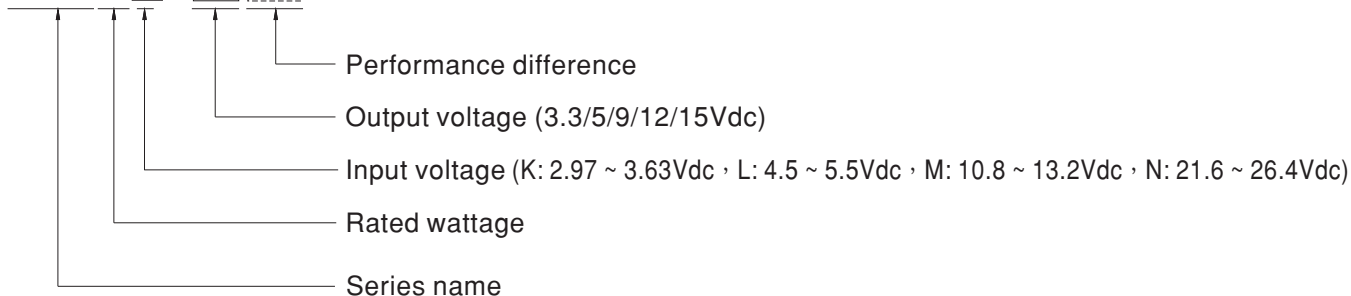 Performance difference
Output voltage (3.3/5/9/12/15Vdc)
Input voltage (K: 2.97 ~ 3.63Vdc，L: 4.5 ~ 5.5Vdc，M: 10.8 ~ 13.2Vdc，N: 21.6 ~ 26.4Vdc)
Rated wattage
Series name